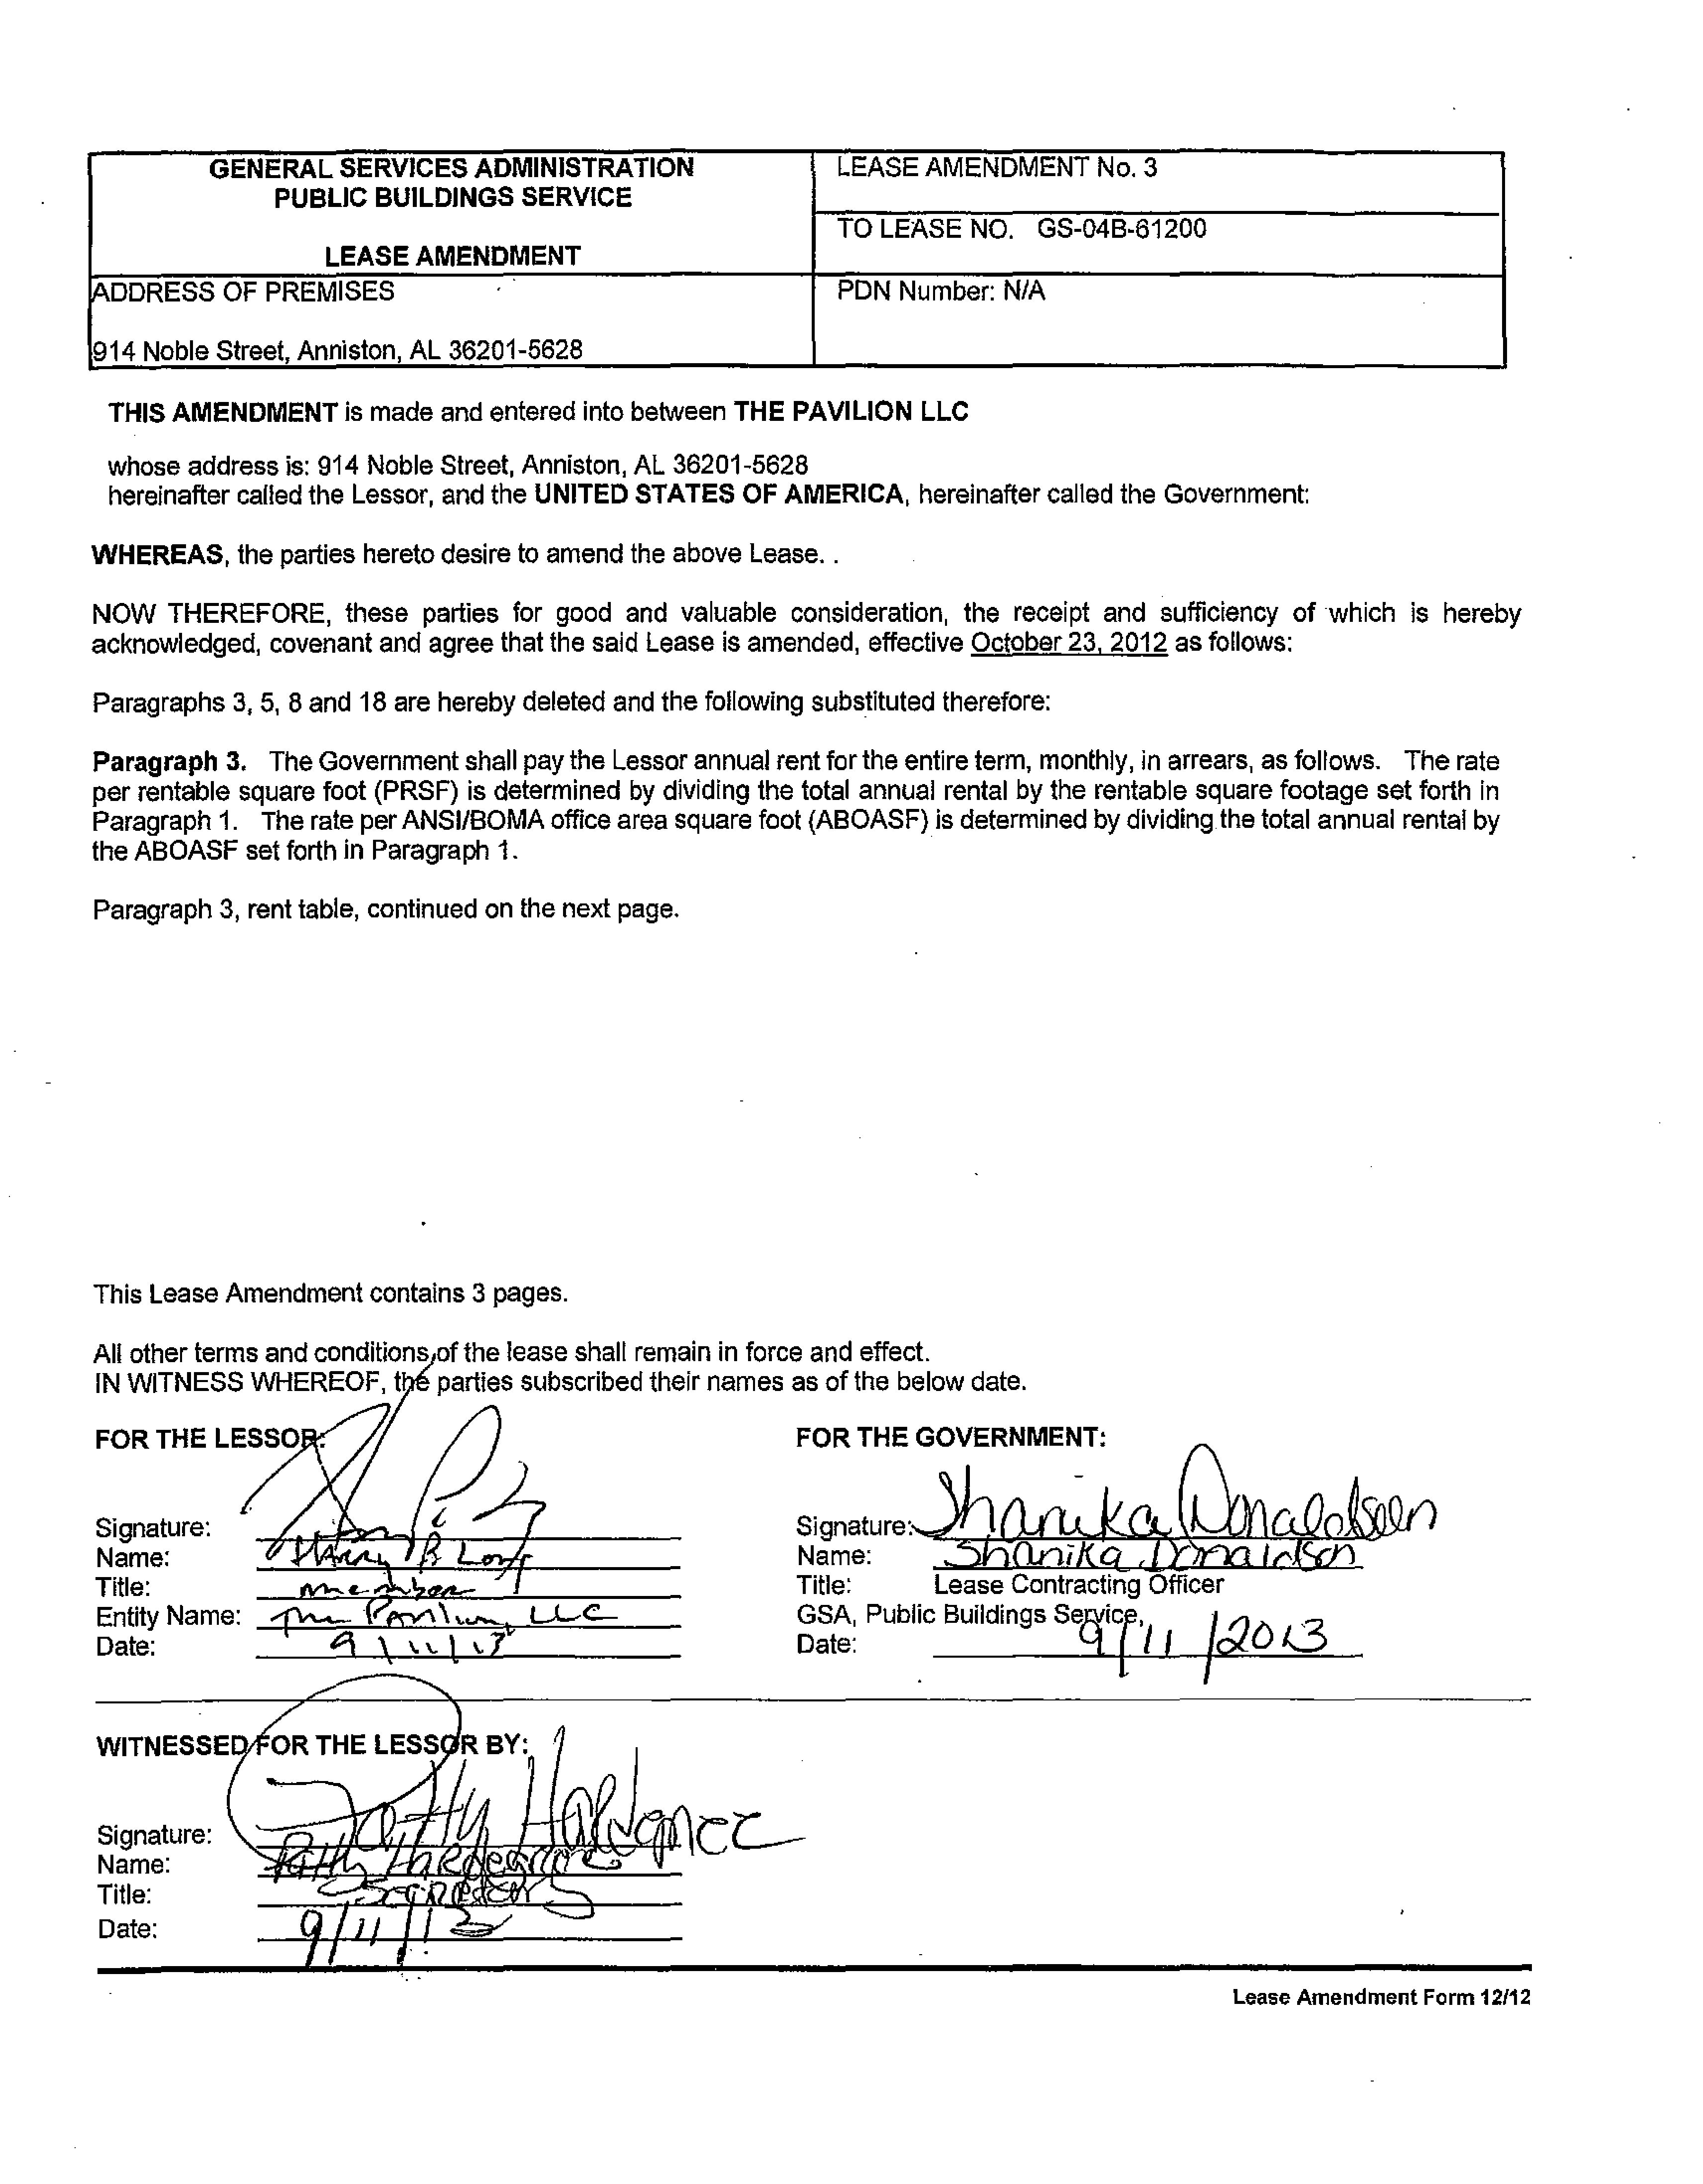 GENERAL SERVICES ADMINISTRATION
PUBLIC BUILDINGS SERVICE
LEASE AMENDMENT
LEASE AMENDMENT No. 3
TO LEASE NO. GS-04B-61200
ADDRESS OF PREMISES
914 Noble Street, Anniston, AL 36201-5628
PDN Number: N/A
THIS AMENDMENT is made and entered into between THE PAVILION LLC
whose address is: 914 Noble Street, Anniston, AL 36201-5628
hereinafter called the Lessor, and the UNITED STATES OF AMERICA, hereinafter called the Government:
WHEREAS, the parties hereto desire to amend the above Lease. .
NOW THEREFORE, these parties for good and valuable consideration, the receipt and sufficiency of which is hereby
acknowledged, covenant and agree that the said Lease is amended, effective October 23, 2012 as follows:
Paragraphs 3, 5, 8 and 18 are hereby deleted and the following substituted therefore:
Paragraph 3. The Government shall pay the Lessor annual rent for the entire term, monthly, in arrears, as follows. The rate
per rentable square foot (PRSF) is determined by dividing the total annual rental by the rentable square footage set forth in
Paragraph 1. The rate per ANSI/BOMA office area square foot (ABOASF) is determined by dividing the total annual rental by
the ABOASF set forth in Paragraph 1.
Paragraph 3, rent table, continued on the next page.
This Lease Amendment contains 3 pages.
All other terms and conditions of the lease shall remain in force and effect.
IN WITNESS WHEREOF, the parties subscribed their names as of the below date.
FOR THE LESSOR:
Signature:
Name: Harry B Long
Title: member
Entity Name: The Pavilion, LLC
Date: 9/11/13
FOR THE GOVERNMENT:
Signature: Shanika Donaldson
Name: Shanika Donaldson
Title: Lease Contracting Officer
GSA, Public Buildings Service,
Date: 9/11/2013
WITNESSED FOR THE LESSOR BY:
Signature: Patty Hardegree
Name: Patty Hardegree
Title:
Date: 9/11/13
Lease Amendment Form 12/12